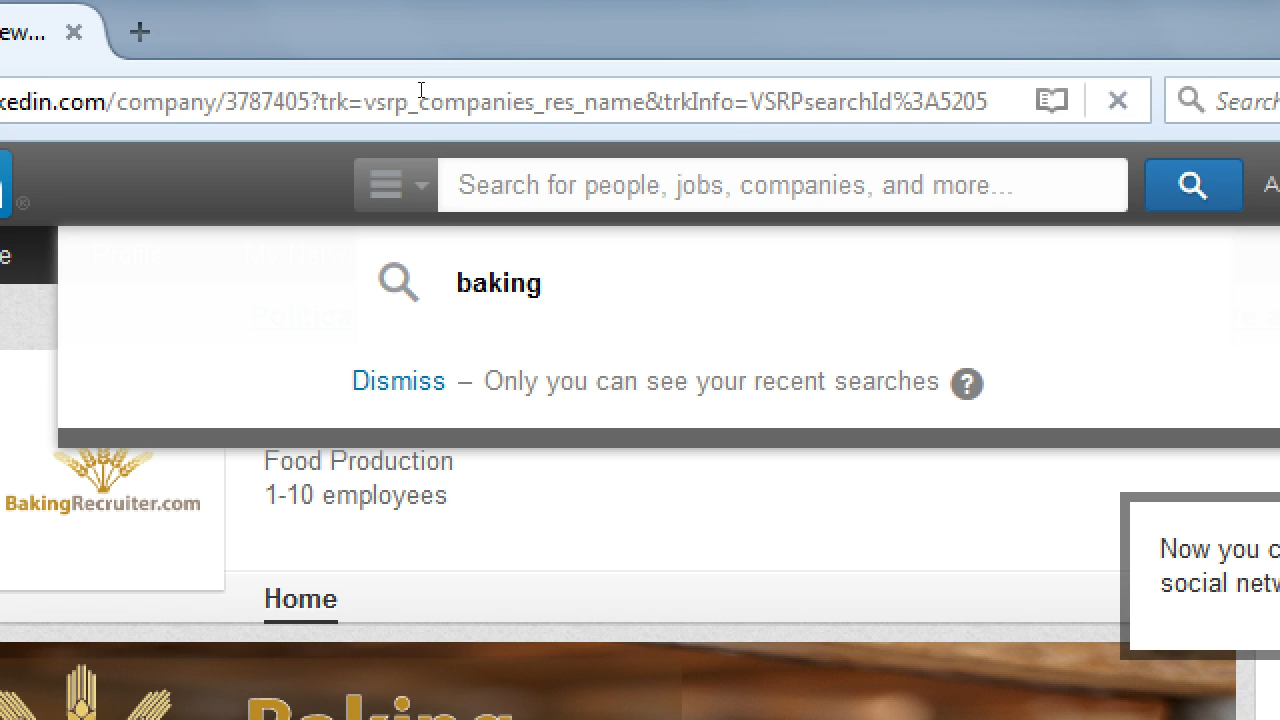 ew...
kedin.com/company/3787405?trk=vsrp_companies_res_name&trkInfo=VSRPsearchId%3A5205
Search
®
Search for people, jobs, companies, and more...
A
e
baking
Dismiss – Only you can see your recent searches ?
Food Production
1-10 employees
BakingRecruiter.com
Now you c
social netw
Home
Baking